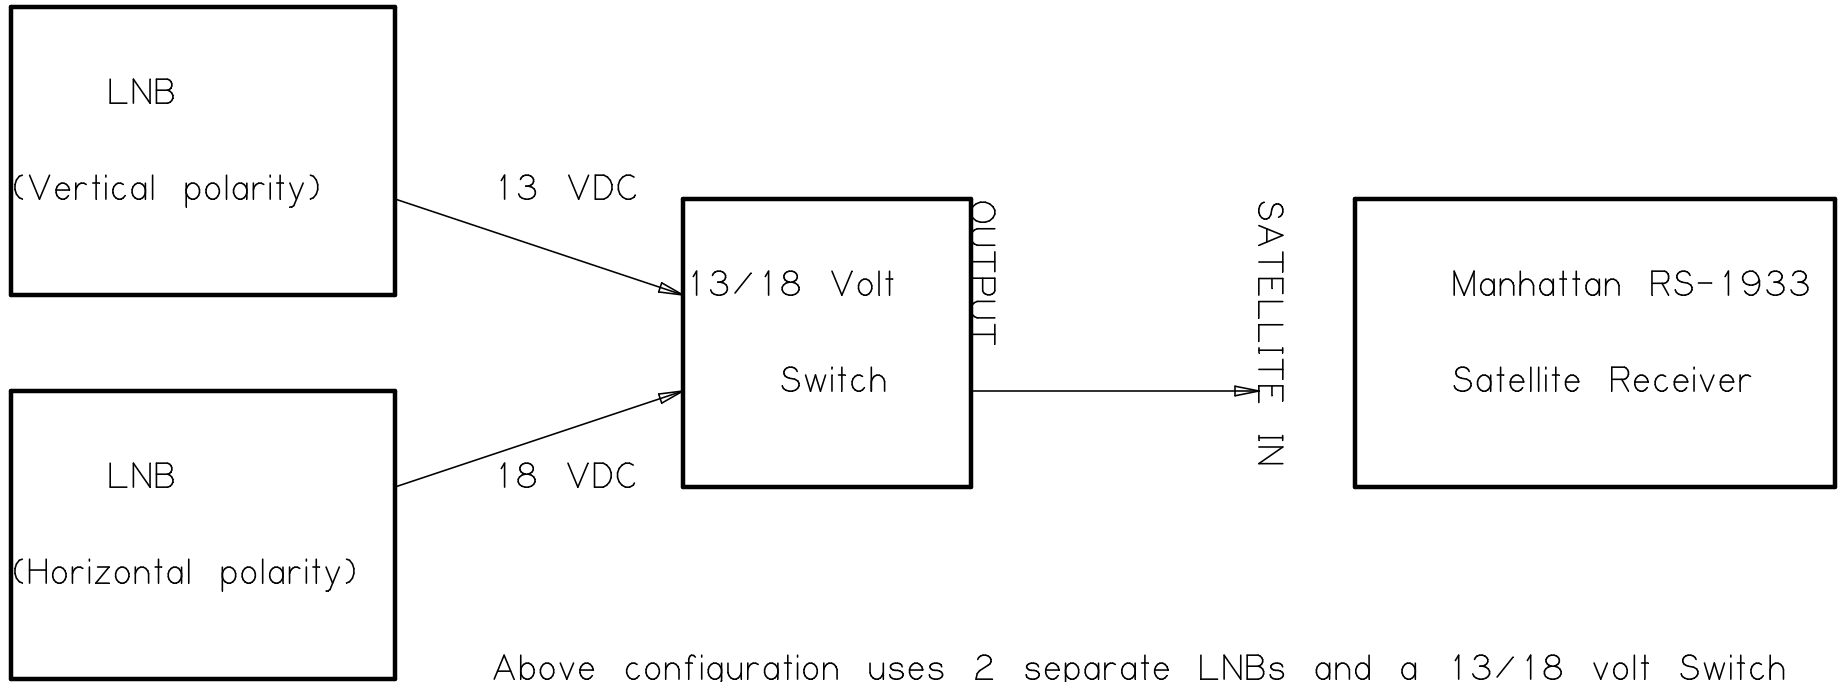 LNB
(Vertical polarity)
13 VDC
13/18 Volt
Switch
OUTPUT
SATELLITE IN
Manhattan RS-1933
Satellite Receiver
LNB
(Horizontal polarity)
18 VDC
Above configuration uses 2 separate LNBs and a 13/18 volt Switch